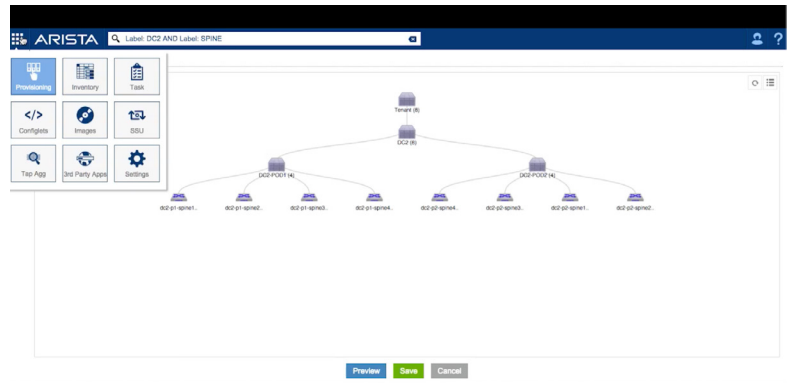 ARISTA
Label: DC2 AND Label: SPINE
?
Provisioning
Inventory
Task
</>
Configlets
Images
SSU
Tap Agg
3rd Party Apps
Settings
Tenant (8)
DC2 (8)
DC2-POD1 (4)
DC2-POD2 (4)
dc2-p1-spine1..
dc2-p1-spine2..
dc2-p1-spine3..
dc2-p1-spine4..
dc2-p2-spine4..
dc2-p2-spine3..
dc2-p2-spine1..
dc2-p2-spine2..
Preview
Save
Cancel